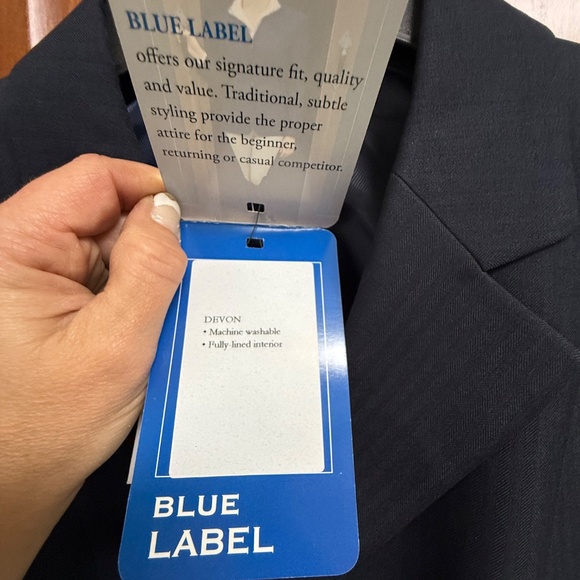 BLUE LABEL
offers our signature fit, quality
and value. Traditional, subtle
styling provide the proper
attire for the beginner,
returning or casual competitor.
DEVON
• Machine washable
• Fully-lined interior
BLUE
LABEL